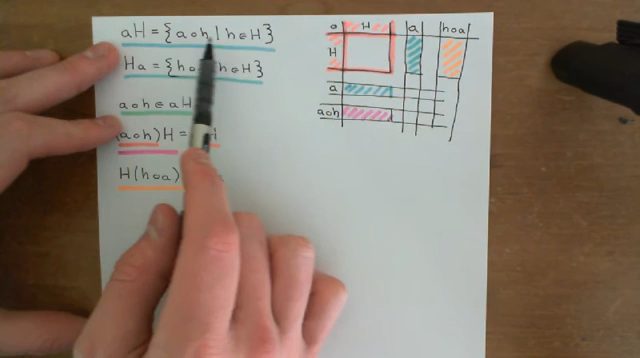 aH = {a∘h | h∈H}
Ha = {h∘ h∈H}
a∘h ∈ aH
(a∘h)H = H
H(h∘a)
∘ H a h∘a
H
a
a∘h